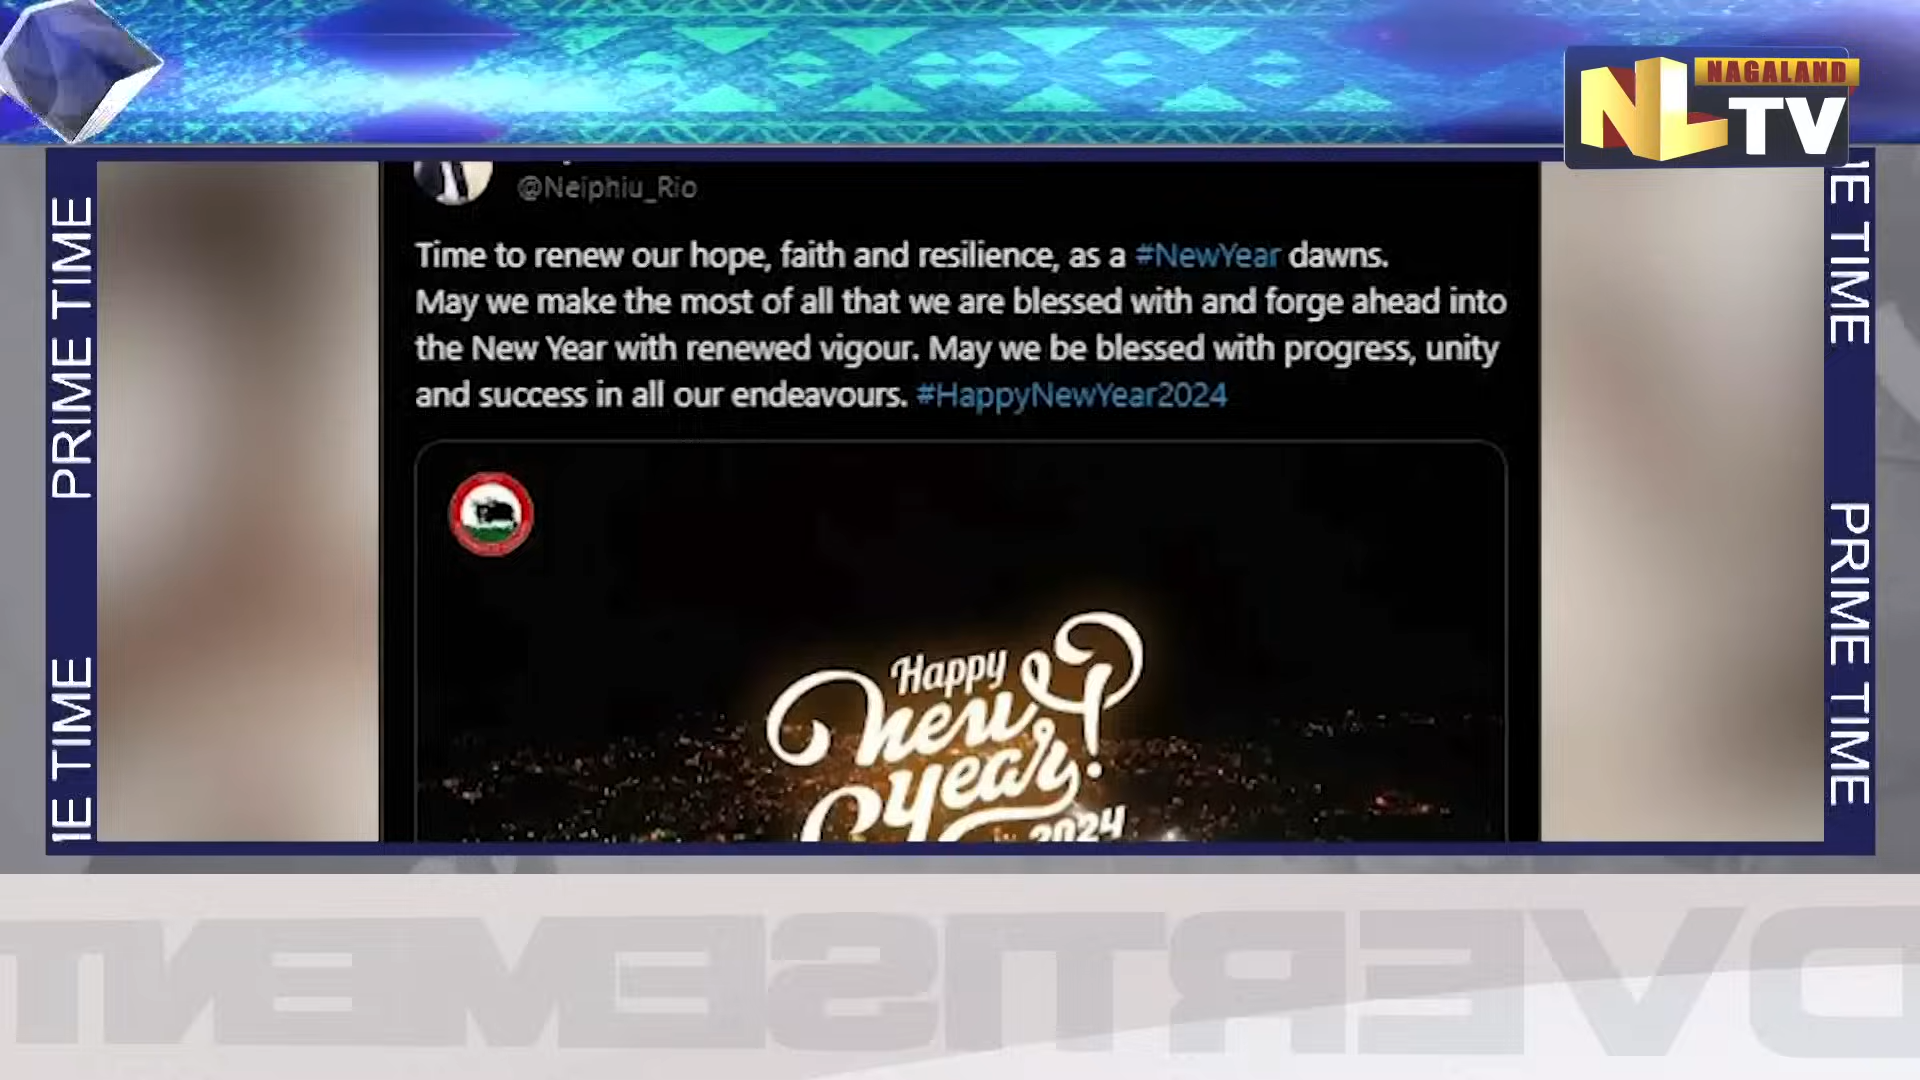 NAGALAND
NL TV
@Neiphiu_Rio
Time to renew our hope, faith and resilience, as a #NewYear dawns.
May we make the most of all that we are blessed with and forge ahead into
the New Year with renewed vigour. May we be blessed with progress, unity
and success in all our endeavours. #HappyNewYear2024
Happy
New
Year!
2024
PRIME TIME
TIME
TIME
PRIME TIME